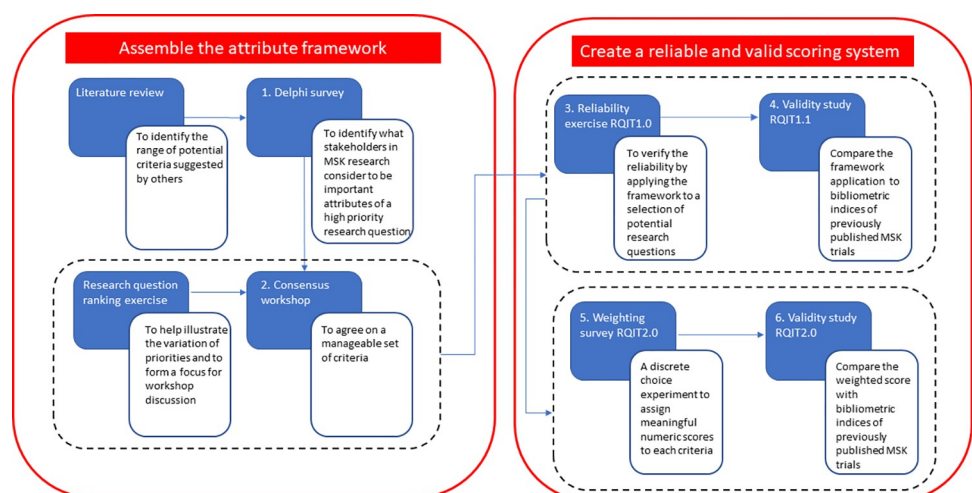 Assemble the attribute framework
Literature review
To identify the
range of potential
criteria suggested
by others
1. Delphi survey
To identify what
stakeholders in
MSK research
consider to be
important
attributes of a
high priority
research question
Research question
ranking exercise
To help illustrate
the variation of
priorities and to
form a focus for
workshop
discussion
2. Consensus
workshop
To agree on a
manageable set of
criteria
Create a reliable and valid scoring system
3. Reliability
exercise RQIT1.0
To verify the
reliability by
applying the
framework to a
selection of
potential
research
questions
4. Validity study
RQIT1.1
Compare the
framework
application to
bibliometric
indices of
previously
published MSK
trials
5. Weighting
survey RQIT2.0
A discrete
choice
experiment to
assign
meaningful
numeric scores
to each criteria
6. Validity study
RQIT2.0
Compare the
weighted score
with
bibliometric
indices of
previously
published MSK
trials